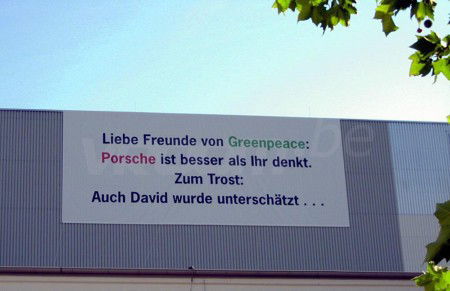 Liebe Freunde von Greenpeace:
Porsche ist besser als Ihr denkt.
Zum Trost:
Auch David wurde unterschätzt . . .